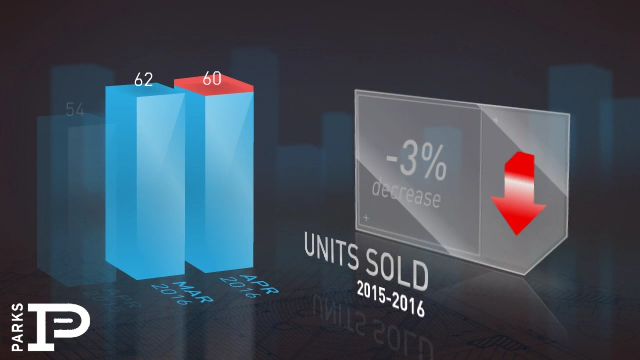 54
62
60
MAR
2016
APR
2016
-3%
decrease
UNITS SOLD
2015-2016
PARKS
P